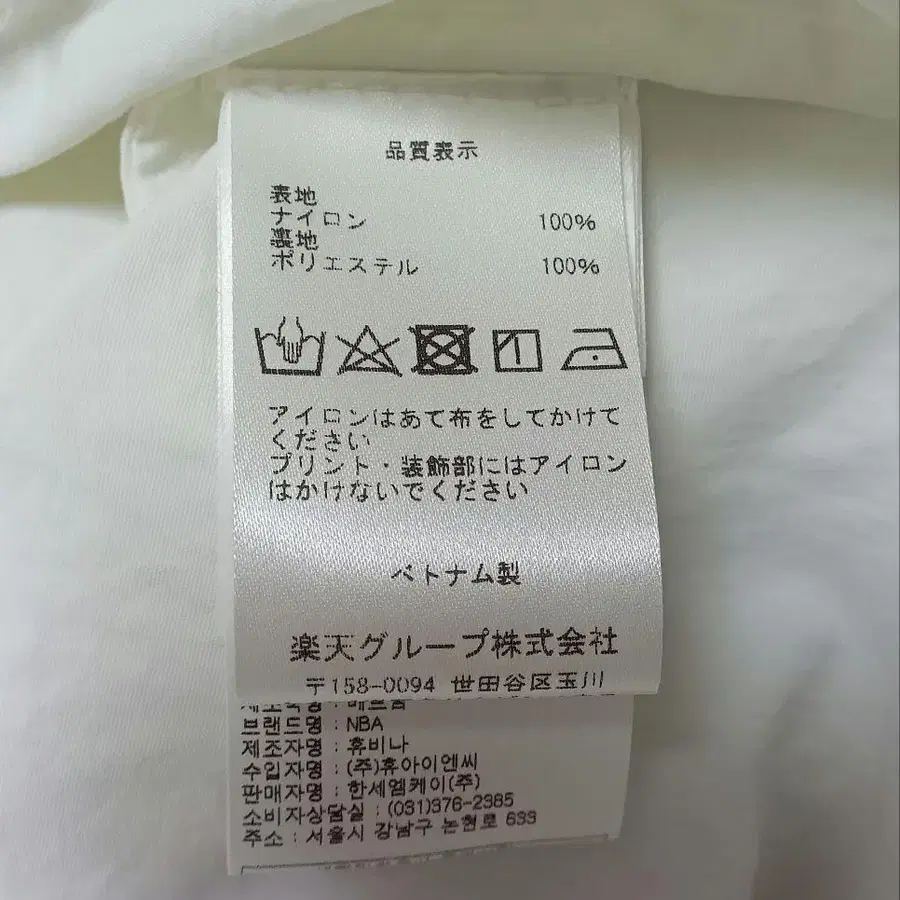 品質表示
表地
ナイロン 100%
裏地
ポリエステル 100%
アイロンはあて布をしてかけて
ください
プリント・装飾部にはアイロン
はかけないでください
ベトナム製
楽天グループ株式会社
〒158-0094 世田谷区玉川
제조국명 : 베트남
브랜드명 : NBA
제조자명 : 휴비나
수입자명 : (주)휴아이엔씨
판매자명 : 한세엠케이(주)
소비자상담실 : (031)376-2385
주소 : 서울시 강남구 논현로 633